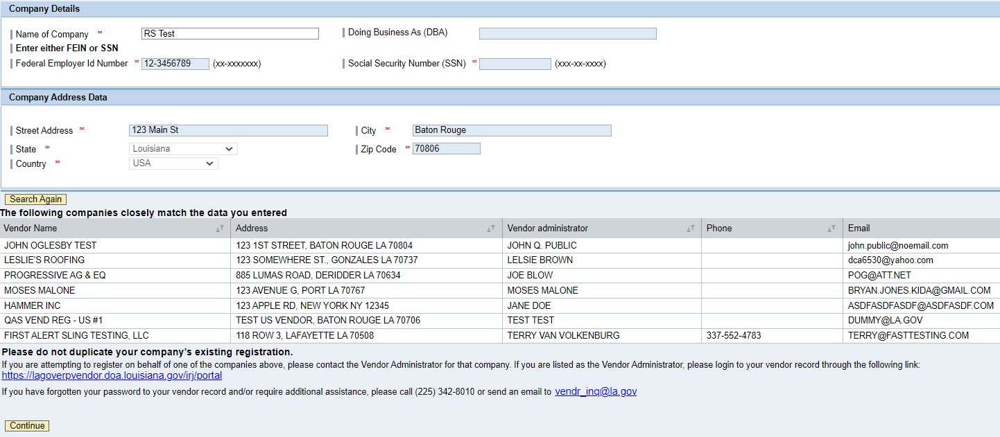 Company Details
Name of Company * RS Test Doing Business As (DBA)
Enter either FEIN or SSN
Federal Employer Id Number * 12-3456789 (xx-xxxxxxx) Social Security Number (SSN) * (xxx-xx-xxxx)
Company Address Data
Street Address * 123 Main St City * Baton Rouge
State * Louisiana Zip Code * 70806
Country * USA
Search Again
The following companies closely match the data you entered
Vendor Name Address Vendor administrator Phone Email
JOHN OGLESBY TEST 123 1ST STREET, BATON ROUGE LA 70804 JOHN Q. PUBLIC john.public@noemail.com
LESLIE'S ROOFING 123 SOMEWHERE ST., GONZALES LA 70737 LELSIE BROWN dca6530@yahoo.com
PROGRESSIVE AG & EQ 885 LUMAS ROAD, DERIDDER LA 70634 JOE BLOW POG@ATT.NET
MOSES MALONE 123 AVENUE G, PORT LA 70767 MOSES MALONE BRYAN.JONES.KIDA@GMAIL.COM
HAMMER INC 123 APPLE RD, NEW YORK NY 12345 JANE DOE ASDFASDFASDF@ASDFASDF.COM
QAS VEND REG - US #1 TEST US VENDOR, BATON ROUGE LA 70706 TEST TEST DUMMY@LA.GOV
FIRST ALERT SLING TESTING, LLC 118 ROW 3, LAFAYETTE LA 70508 TERRY VAN VOLKENBURG 337-552-4783 TERRY@FASTTESTING.COM
Please do not duplicate your company's existing registration.
If you are attempting to register on behalf of one of the companies above, please contact the Vendor Administrator for that company. If you are listed as the Vendor Administrator, please login to your vendor record through the following link:
https://lagoverpvendor.doa.louisiana.gov/irj/portal
If you have forgotten your password to your vendor record and/or require additional assistance, please call (225) 342-8010 or send an email to vendr_inq@la.gov
Continue